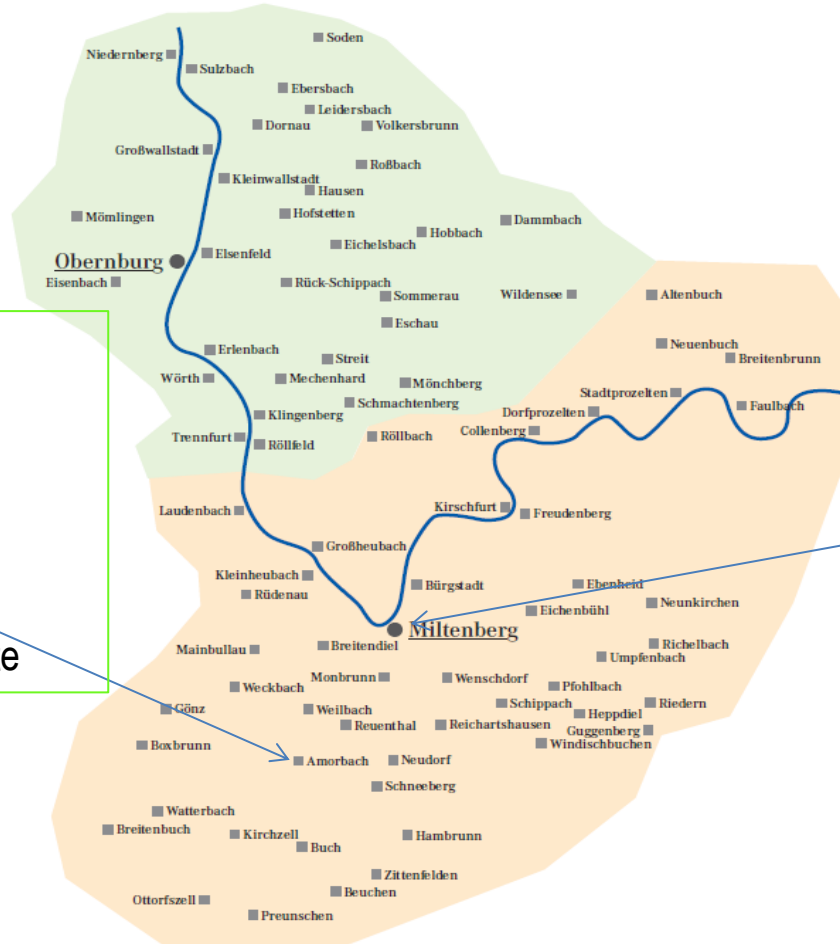 Soden
Niedernberg
Sulzbach
Ebersbach
Leidersbach
Dornau
Volkersbrunn
Großwallstadt
Roßbach
Kleinwallstadt
Hausen
Mömlingen
Hofstetten
Dammbach
Hobbach
Eichelsbach
Obernburg
Elsenfeld
Eisenbach
Rück-Schippach
Sommerau
Wildensee
Altenbuch
Eschau
Neuenbuch
Erlenbach
Streit
Breitenbrunn
Wörth
Mechenhard
Mönchberg
Stadtprozelten
Schmachtenberg
Faulbach
Klingenberg
Dorfprozelten
Trennfurt
Röllfeld
Röllbach
Collenberg
Laudenbach
Kirschfurt
Freudenberg
Großheubach
Kleinheubach
Bürgstadt
Ebenheid
Rüdenau
Eichenbühl
Neunkirchen
Miltenberg
Mainbullau
Breitendiel
Richelbach
Umpfenbach
Weckbach
Monbrunn
Wenschdorf
Pfohlbach
Gönz
Weilbach
Schippach
Riedern
Heppdiel
Reuenthal
Reichartshausen
Guggenberg
Boxbrunn
Windischbuchen
Amorbach
Neudorf
Schneeberg
Watterbach
Breitenbuch
Kirchzell
Hambrunn
Buch
Zittenfelden
Beuchen
Ottorfszell
Preunschen